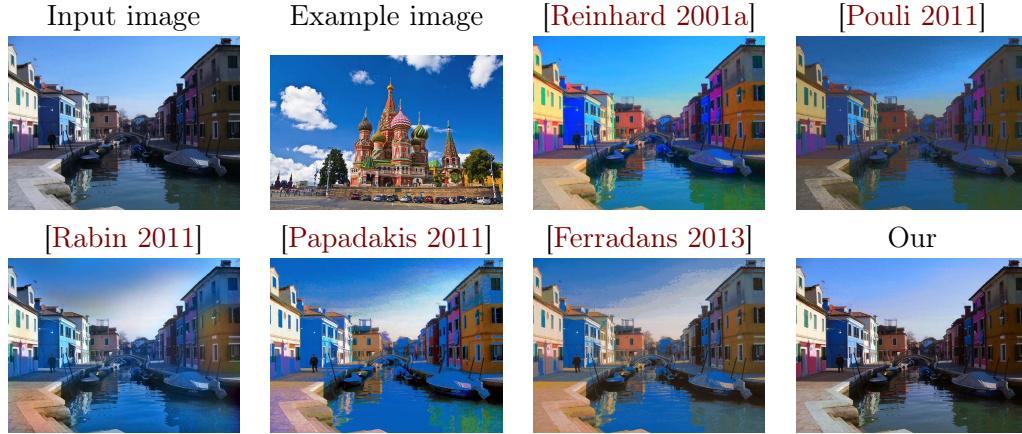 Input image
Example image
[Reinhard 2001a]
[Pouli 2011]
[Rabin 2011]
[Papadakis 2011]
[Ferradans 2013]
Our